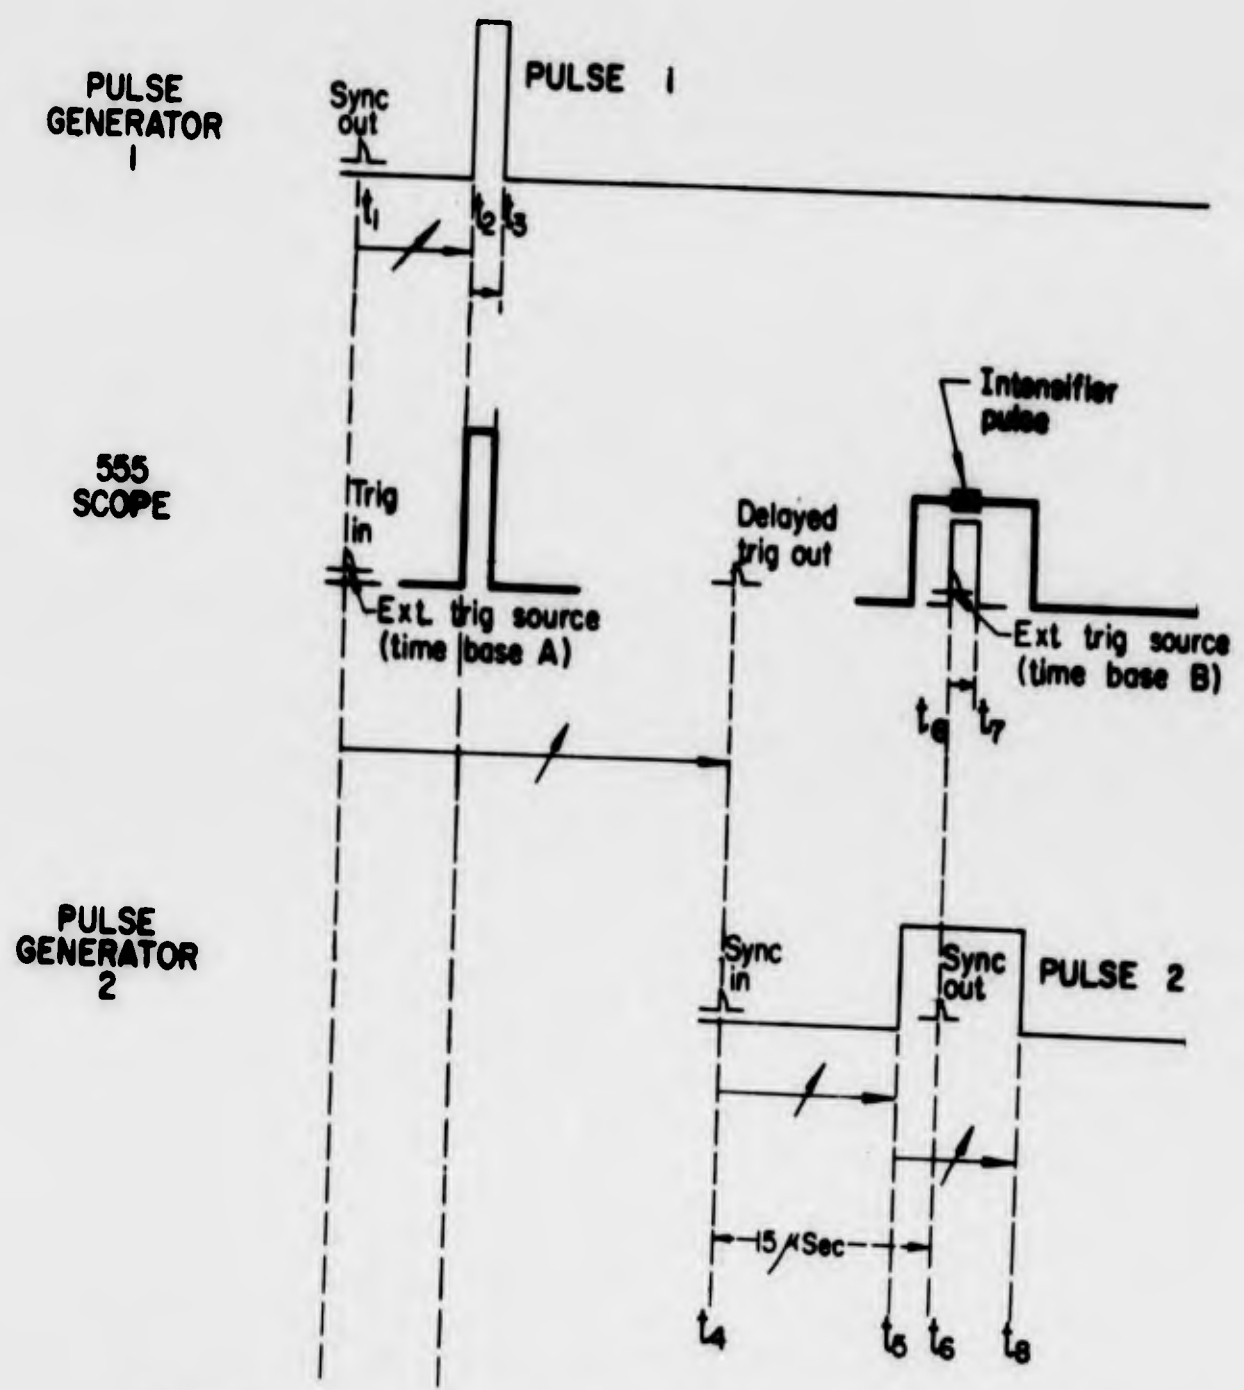 PULSE
GENERATOR
1
Sync
out
PULSE 1
t1
t2
t3
555
SCOPE
Trig
in
Ext. trig source
(time base A)
Delayed
trig out
Intensifier
pulse
Ext trig source
(time base B)
t6
t7
PULSE
GENERATOR
2
Sync
in
Sync
out
PULSE 2
15 μSec
t4
t5
t6
t8